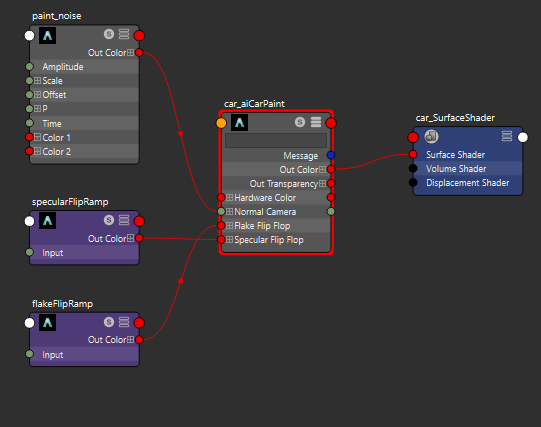 paint_noise
S
Out Color
Amplitude
Scale
Offset
P
Time
Color 1
Color 2
specularFlipRamp
S
Out Color
Input
flakeFlipRamp
S
Out Color
Input
car_aiCarPaint
S
Message
Out Color
Out Transparency
Hardware Color
Normal Camera
Flake Flip Flop
Specular Flip Flop
car_SurfaceShader
Surface Shader
Volume Shader
Displacement Shader